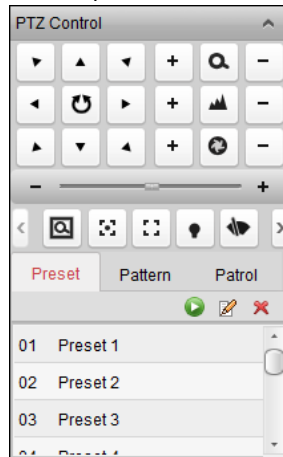 PTZ Control
Preset Pattern Patrol
01 Preset 1
02 Preset 2
03 Preset 3